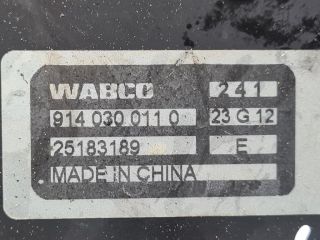 WABCO 241
914 030 011 0 23 G 12
25183189 E
MADE IN CHINA